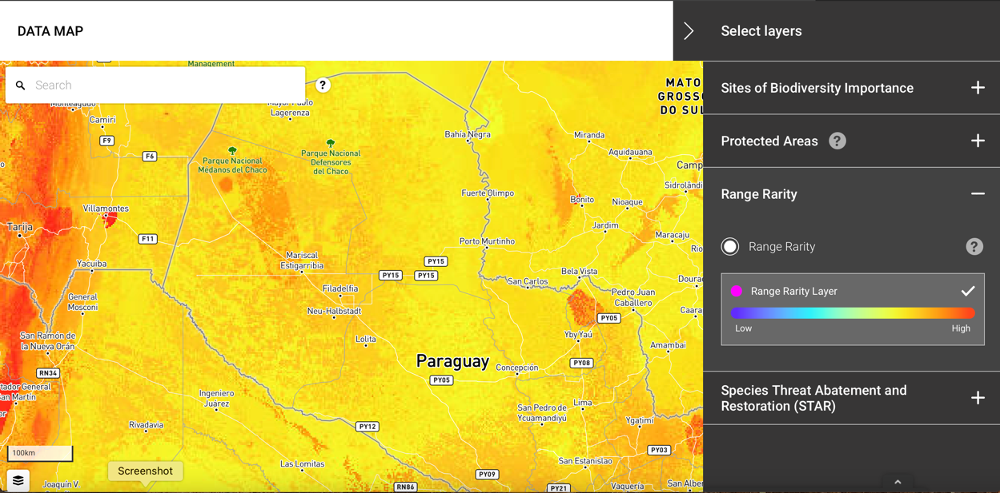 DATA MAP
Select layers
Search
?
Sites of Biodiversity Importance
Protected Areas
?
Range Rarity
Range Rarity
?
Range Rarity Layer
Low
High
Species Threat Abatement and
Restoration (STAR)
Management
MATO
GROSSO
DO SUL
Monteagudo
Mayor Pablo
Lagerenza
Camiri
F9
F6
Parque Nacional
Médanos del Chaco
Parque Nacional
Defensores
del Chaco
Bahía Negra
Miranda
Aquidauana
Camp
Sidrolândi
Fuerte Olimpo
Bonito
Nioaque
Villamontes
Tarija
F11
Jardim
Maracaju
Porto Murtinho
Rio
Mariscal
Estigarribia
PY15
PY15
PY15
Yacuiba
Bela Vista
San Carlos
Doura
Filadelfia
Pedro Juan
Caballero
General
Mosconi
Neu-Halbstadt
PY05
Caara
San Ramón de
la Nueva Orán
Lolita
Yby Yaú
Amambai
Paraguay
Concepción
PY08
RN34
PY05
tador General
an Martín
Ingeniero
Juárez
Lima
San Pedro de
Ycuamandiyú
or
Rivadavia
PY12
Ygatimí
PY03
100km
Las Lomitas
San Estanislao
Screenshot
PY09
Joaquín V.
RN86
PY21
Vaquería
San Alber